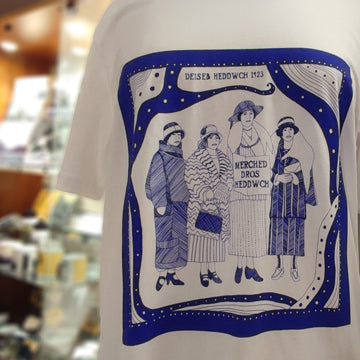 DEISEB HEDDWCH 1923
MERCHED
DROS
HEDDWCH